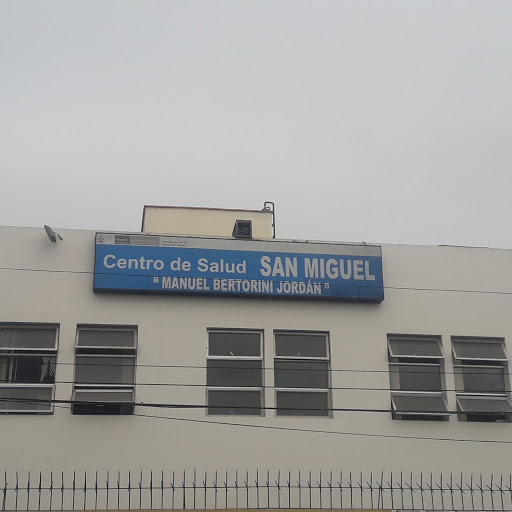 Centro de Salud SAN MIGUEL
“ MANUEL BERTORINI JORDÁN ”